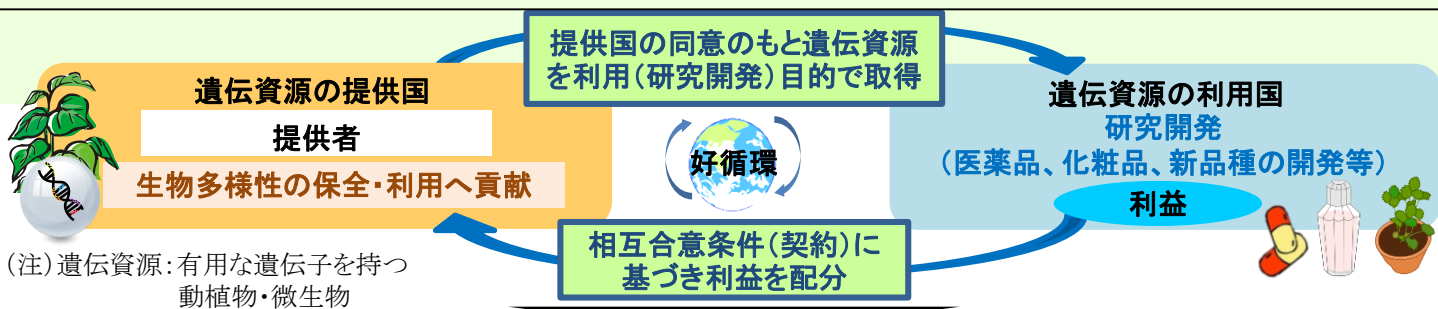 提供国の同意のもと遺伝資源
を利用(研究開発)目的で取得
遺伝資源の提供国
提供者
生物多様性の保全・利用へ貢献
好循環
遺伝資源の利用国
研究開発
(医薬品、化粧品、新品種の開発等)
利益
相互合意条件(契約)に
基づき利益を配分
(注)遺伝資源:有用な遺伝子を持つ
動植物・微生物